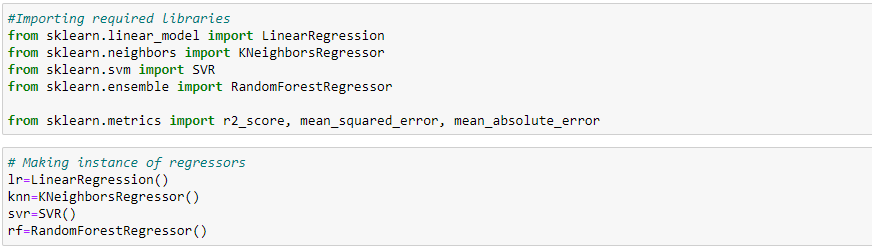 #Importing required libraries
from sklearn.linear_model import LinearRegression
from sklearn.neighbors import KNeighborsRegressor
from sklearn.svm import SVR
from sklearn.ensemble import RandomForestRegressor
from sklearn.metrics import r2_score, mean_squared_error, mean_absolute_error
# Making instance of regressors
lr=LinearRegression()
knn=KNeighborsRegressor()
svr=SVR()
rf=RandomForestRegressor()